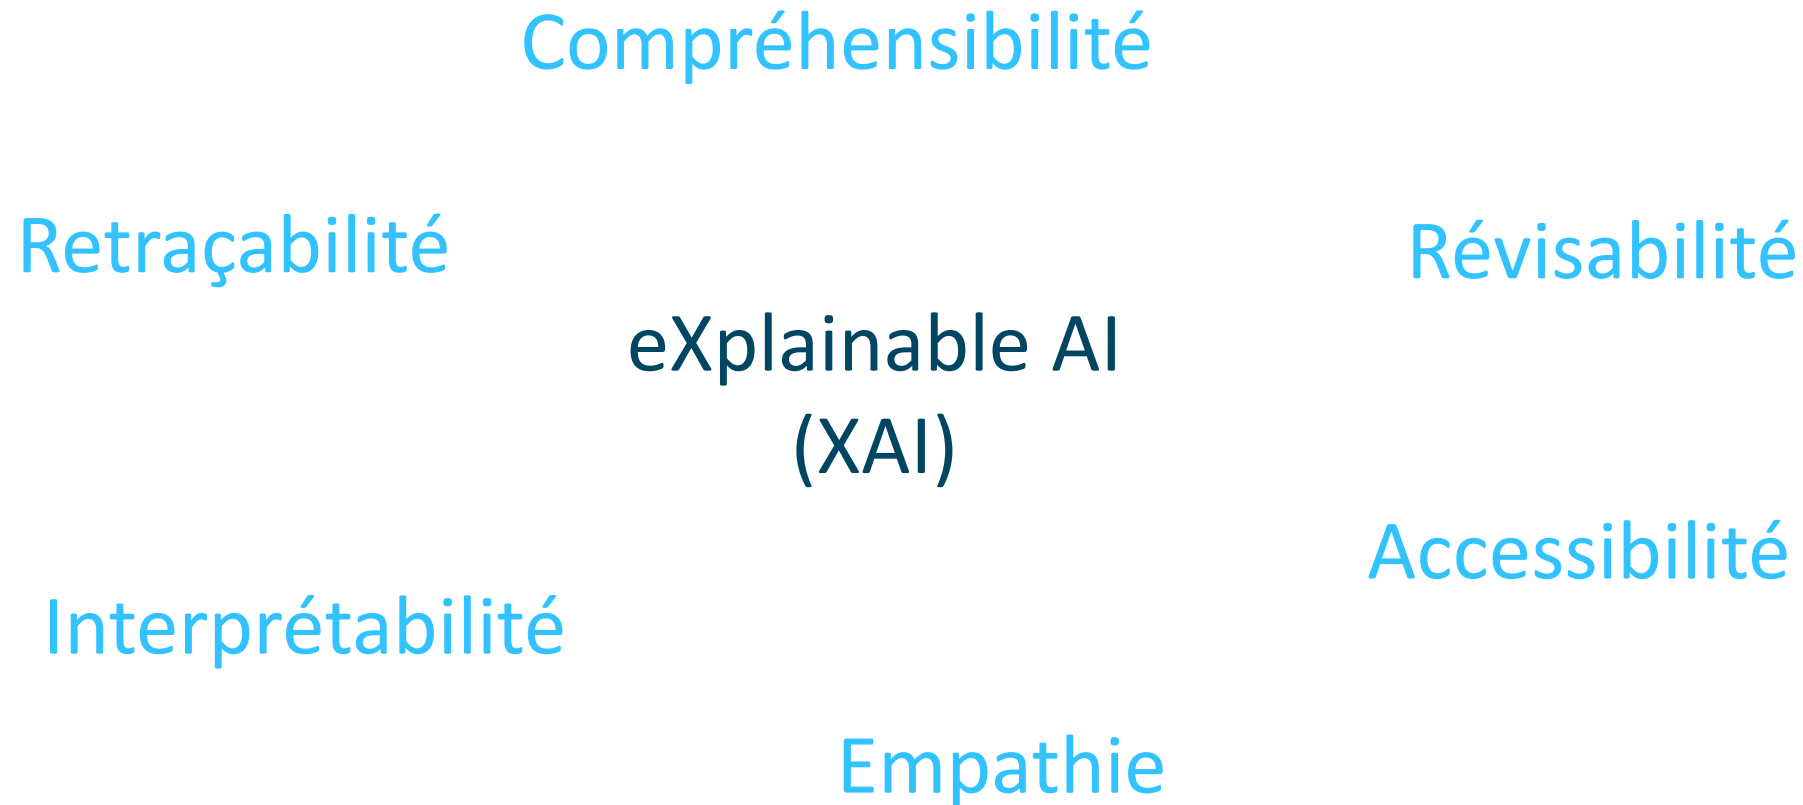 Compréhensibilité
Retraçabilité
Révisabilité
eXplainable AI
(XAI)
Accessibilité
Interprétabilité
Empathie